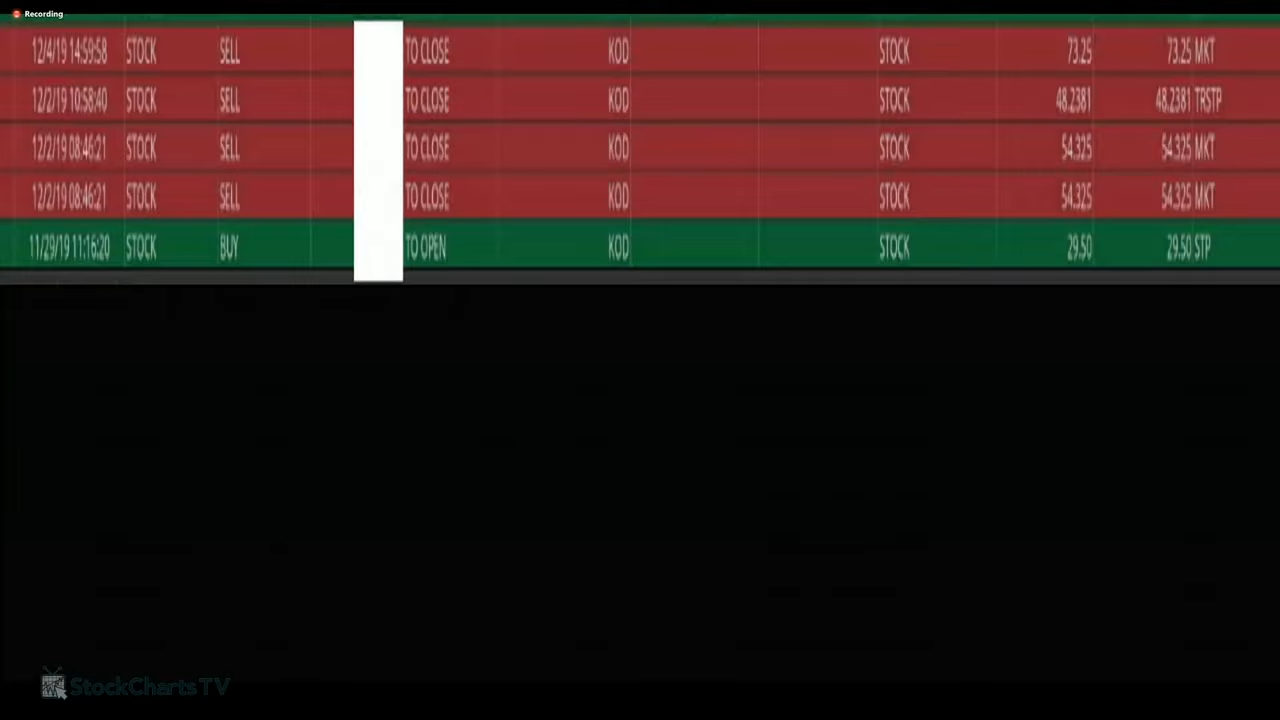 Recording
12/4/19 14:59:58 STOCK SELL TO CLOSE KOD STOCK 73.25 73.25 MKT
12/2/19 10:58:40 STOCK SELL TO CLOSE KOD STOCK 48.2381 48.2381 TRSTP
12/2/19 08:46:21 STOCK SELL TO CLOSE KOD STOCK 54.325 54.325 MKT
12/2/19 08:46:21 STOCK SELL TO CLOSE KOD STOCK 54.325 54.325 MKT
11/29/19 11:16:20 STOCK BUY TO OPEN KOD STOCK 29.50 29.50 STP
StockChartsTV